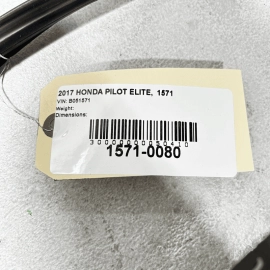 2017 HONDA PILOT ELITE, 1571
VIN: B051571
Weight:
Dimensions:
3000000050410
1571-0080